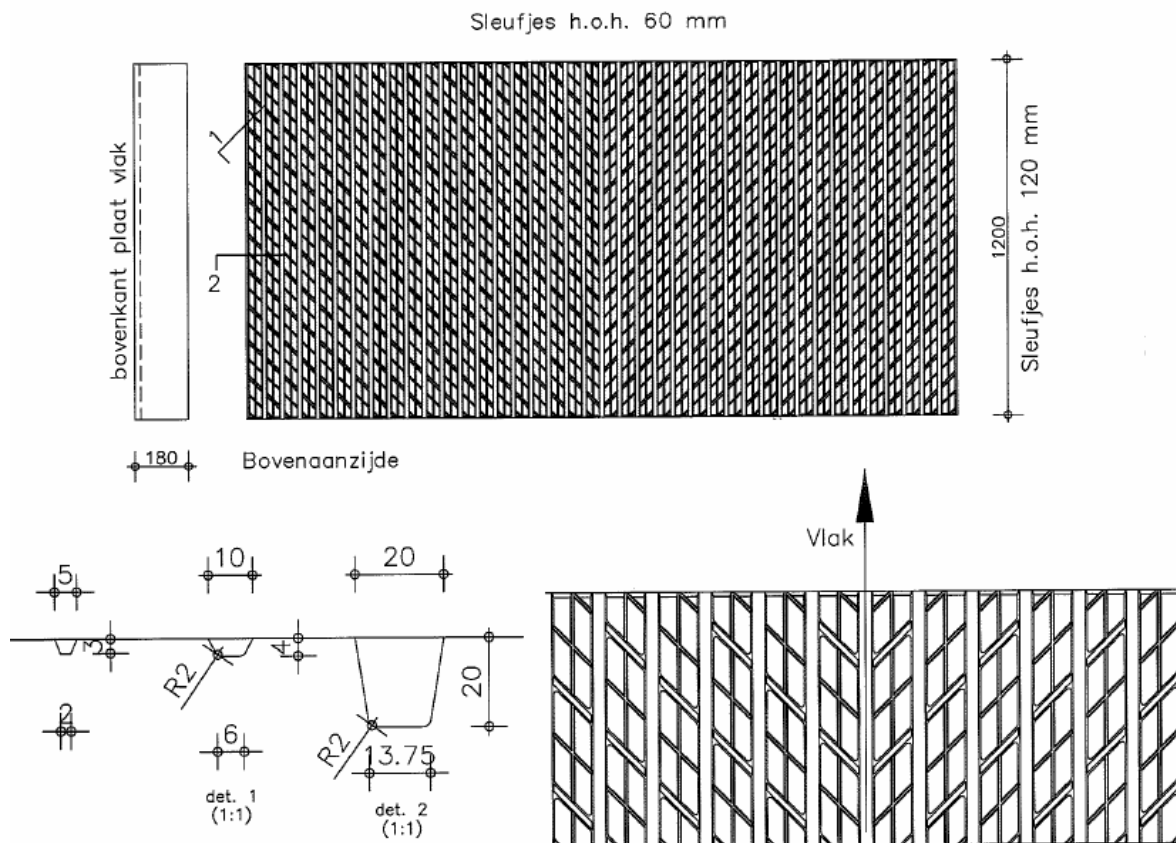 Sleufjes h.o.h. 60 mm
bovenkant plaat vlak
1
2
1200
Sleufjes h.o.h. 120 mm
180
Bovenaanzijde
Vlak
5
10
20
3
4
20
R2
R2
2
6
13.75
det. 1
(1:1)
det. 2
(1:1)